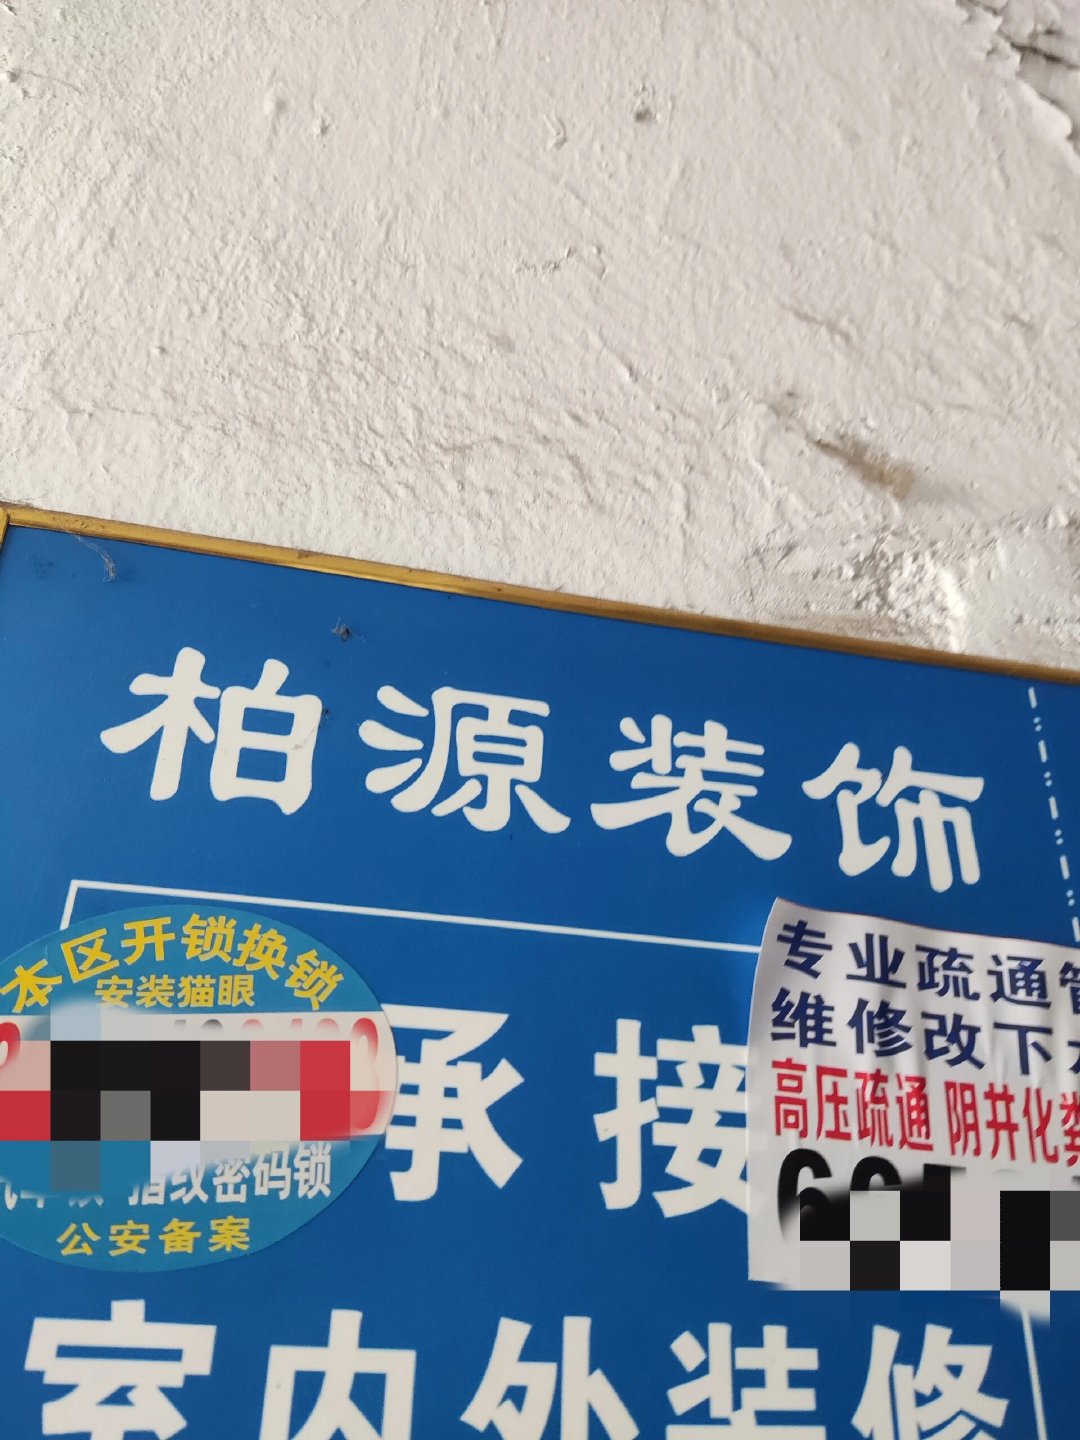 柏源装饰
承接
室内外装修
本区开锁换锁
安装猫眼
指纹密码锁
公安备案
专业疏通管
维修改下水
高压疏通 阴井化粪